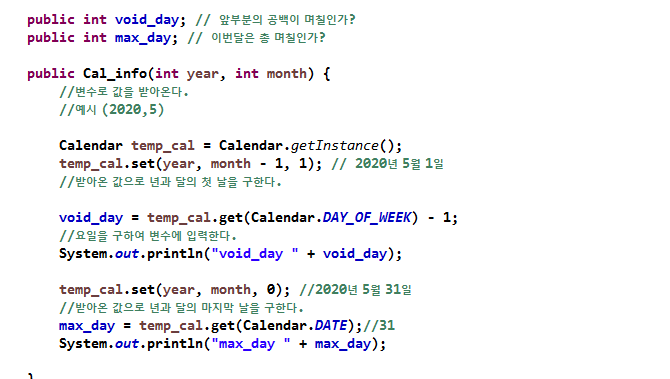 public int void_day; // 앞부분의 공백이 며칠인가?
public int max_day; // 이번달은 총 며칠인가?
public Cal_info(int year, int month) {
//변수로 값을 받아온다.
//예시 (2020,5)
Calendar temp_cal = Calendar.getInstance();
temp_cal.set(year, month - 1, 1); // 2020년 5월 1일
//받아온 값으로 년과 달의 첫 날을 구한다.
void_day = temp_cal.get(Calendar.DAY_OF_WEEK) - 1;
//요일을 구하여 변수에 입력한다.
System.out.println("void_day " + void_day);
temp_cal.set(year, month, 0); //2020년 5월 31일
//받아온 값으로 년과 달의 마지막 날을 구한다.
max_day = temp_cal.get(Calendar.DATE);//31
System.out.println("max_day " + max_day);
}